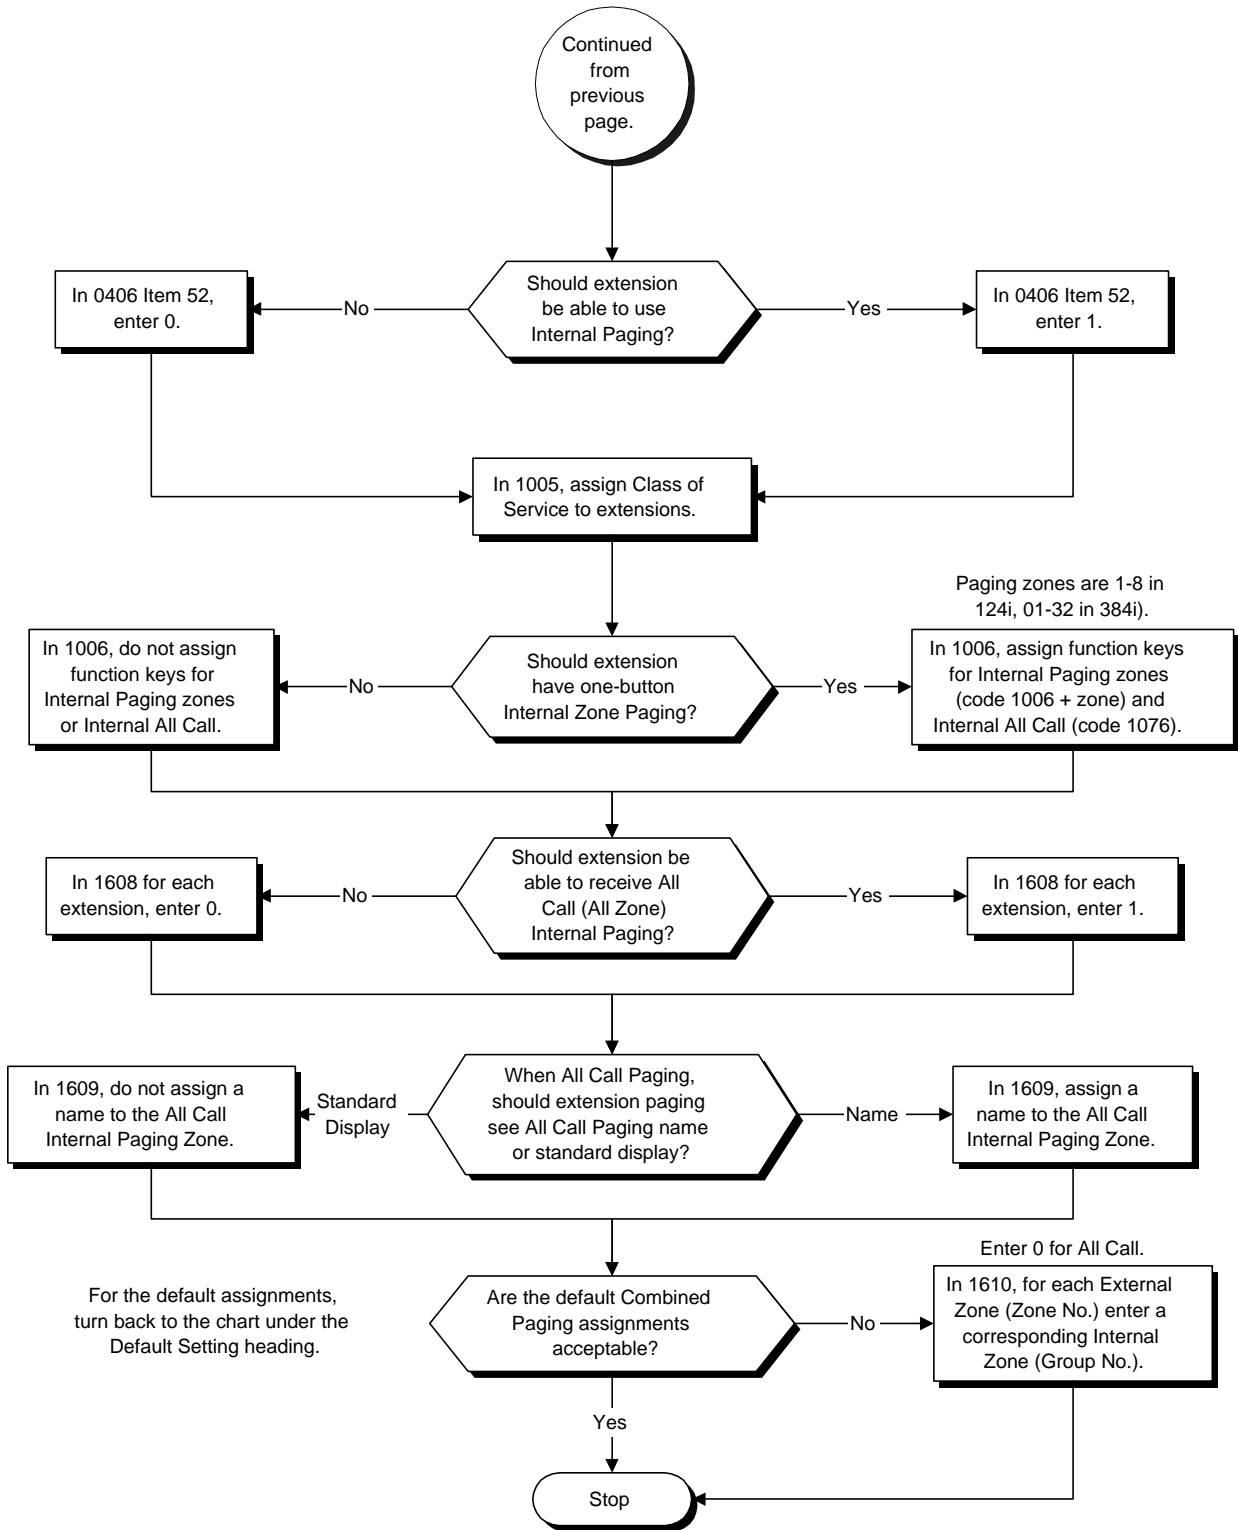 Continued
from
previous
page.
Should extension
be able to use
Internal Paging?
No
Yes
In 0406 Item 52,
enter 0.
In 0406 Item 52,
enter 1.
In 1005, assign Class of
Service to extensions.
Paging zones are 1-8 in
124i, 01-32 in 384i).
In 1006, do not assign
function keys for
Internal Paging zones
or Internal All Call.
No
Should extension
have one-button
Internal Zone Paging?
Yes
In 1006, assign function keys
for Internal Paging zones
(code 1006 + zone) and
Internal All Call (code 1076).
In 1608 for each
extension, enter 0.
No
Should extension be
able to receive All
Call (All Zone)
Internal Paging?
Yes
In 1608 for each
extension, enter 1.
In 1609, do not assign a
name to the All Call
Internal Paging Zone.
Standard
Display
When All Call Paging,
should extension paging
see All Call Paging name
or standard display?
Name
In 1609, assign a
name to the All Call
Internal Paging Zone.
For the default assignments,
turn back to the chart under the
Default Setting heading.
Are the default Combined
Paging assignments
acceptable?
No
Enter 0 for All Call.
In 1610, for each External
Zone (Zone No.) enter a
corresponding Internal
Zone (Group No.).
Yes
Stop